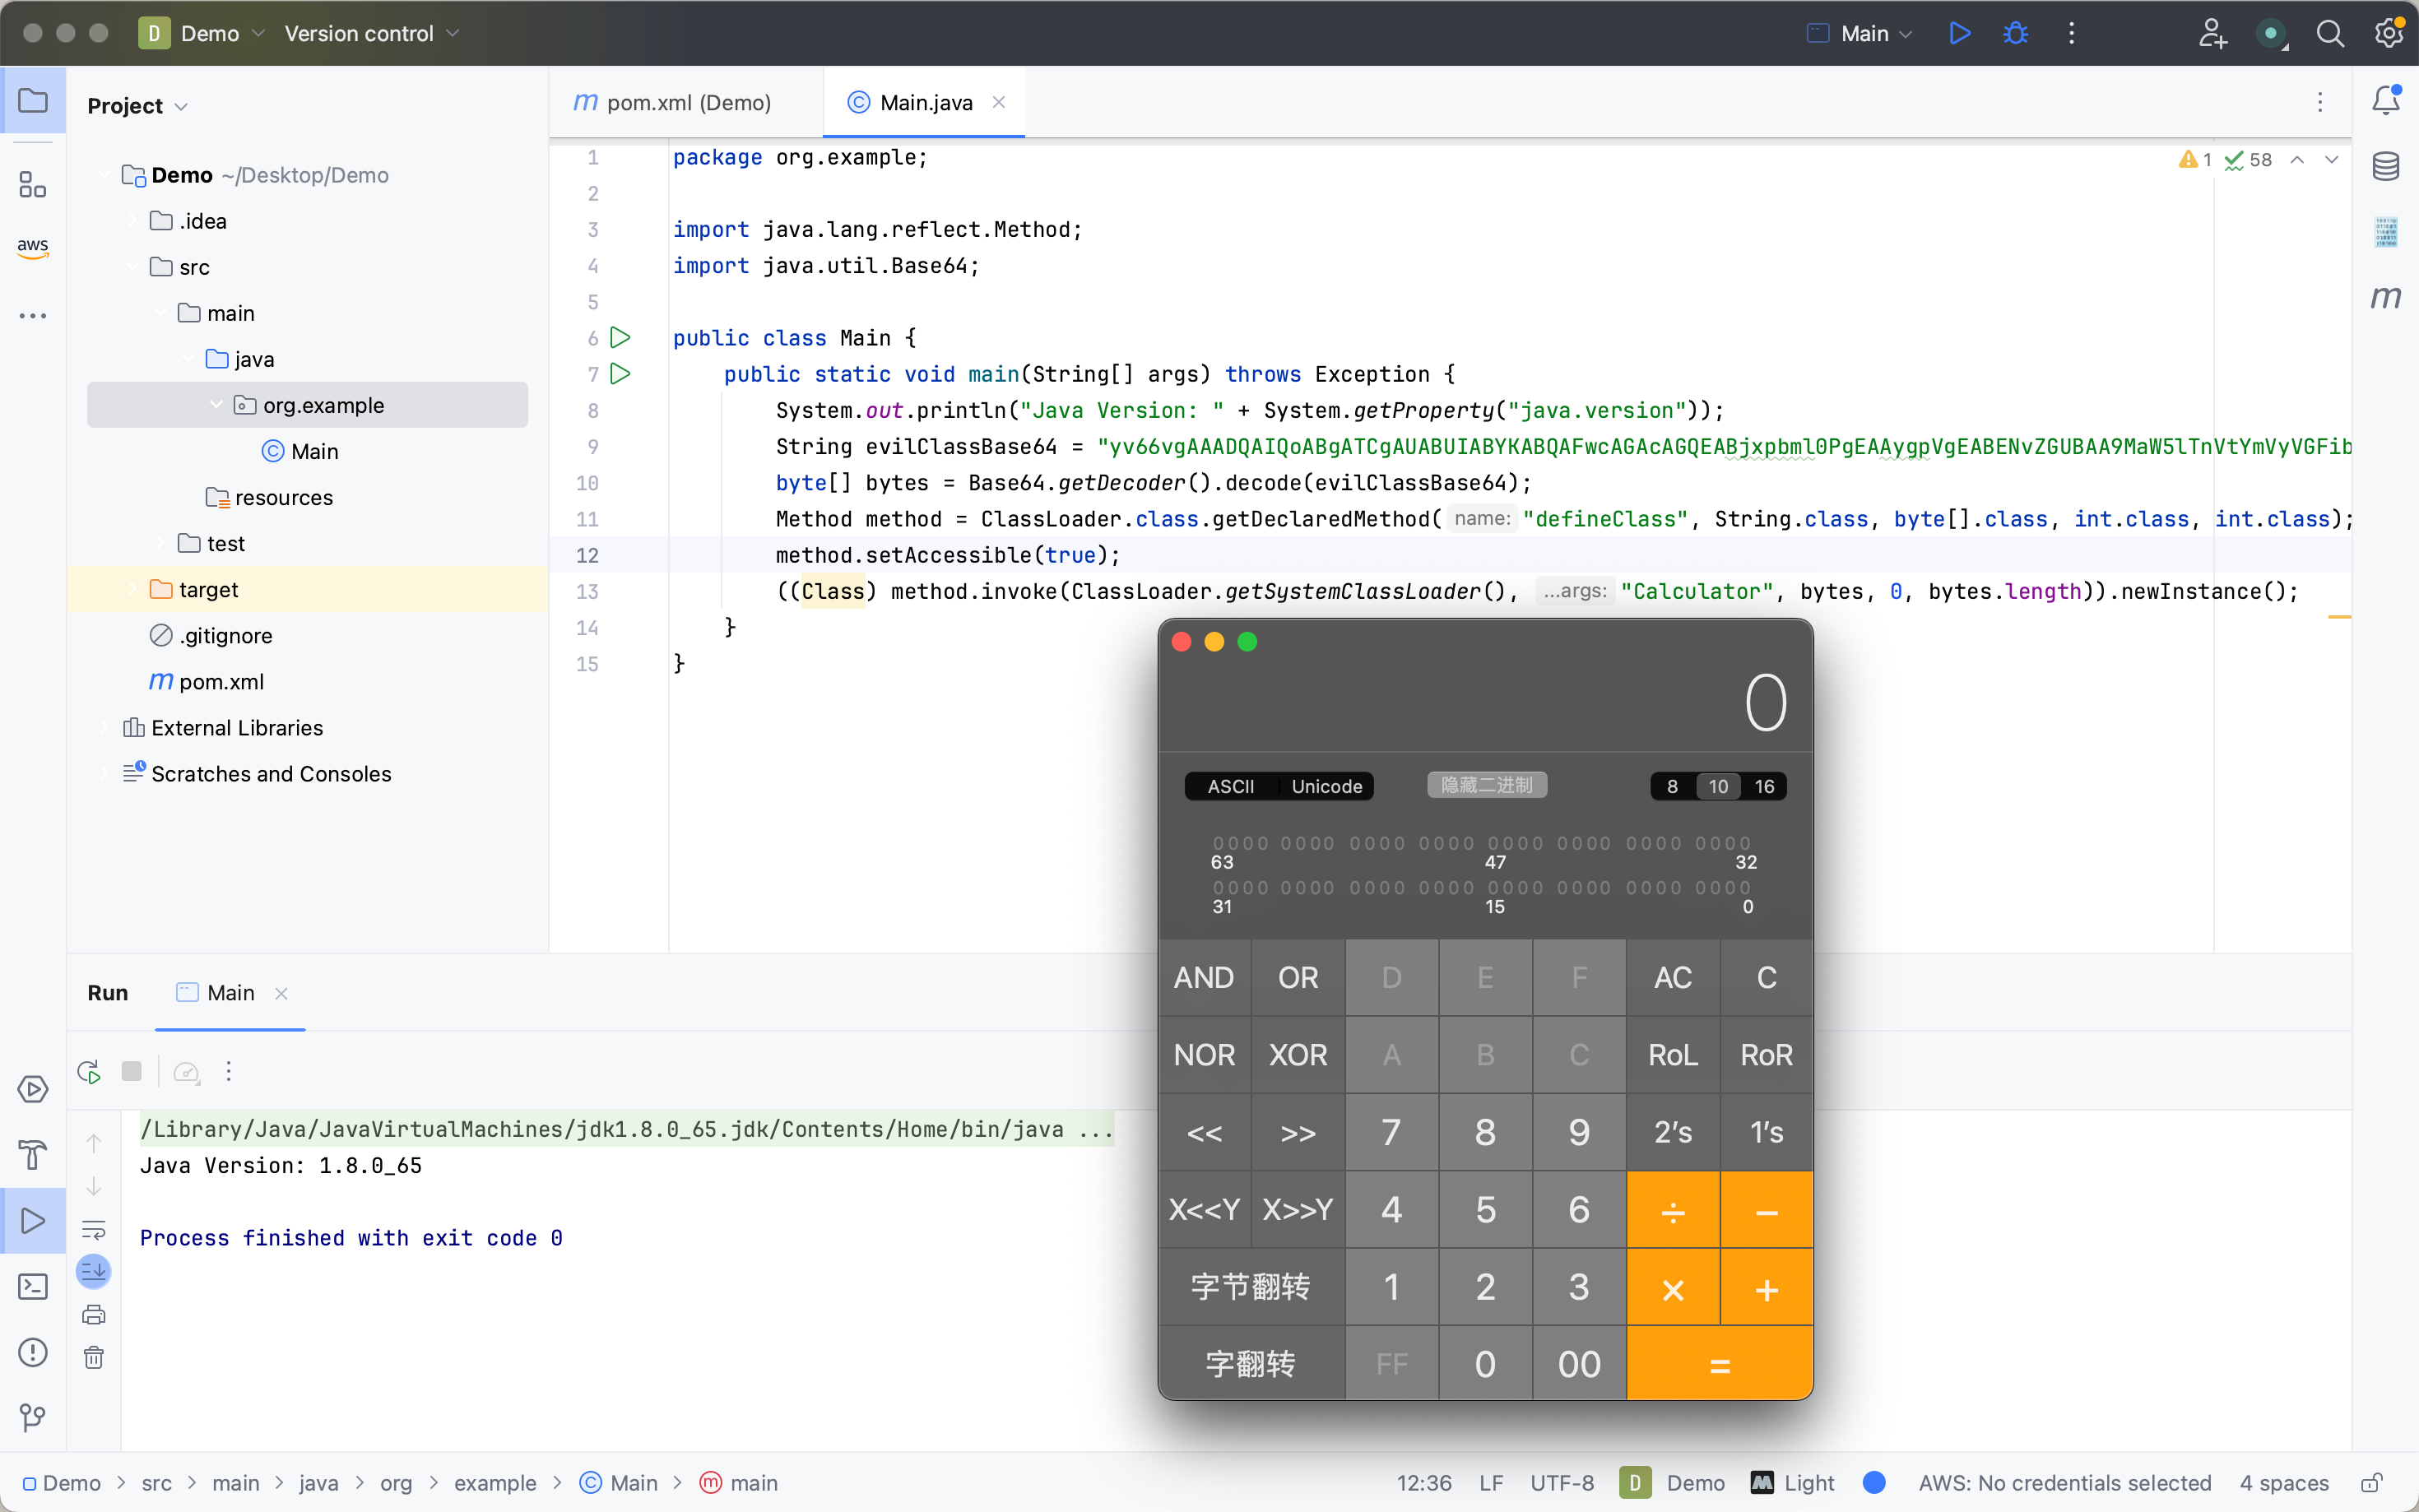 D Demo Version control Main
Project
pom.xml (Demo)
Main.java
aws
Demo ~/Desktop/Demo
.idea
src
main
java
org.example
Main
resources
test
target
.gitignore
pom.xml
External Libraries
Scratches and Consoles
1 package org.example;
2
3 import java.lang.reflect.Method;
4 import java.util.Base64;
5
6 public class Main {
7 public static void main(String[] args) throws Exception {
8 System.out.println("Java Version: " + System.getProperty("java.version"));
9 String evilClassBase64 = "yv66vgAAADQAIQoABgATCgAUABUIABYKABQAFwcAGAcAGQEABjxpbml0PgEAAygpVgEABENvZGUBAA9MaW5lTnVtYmVyVGFib
10 byte[] bytes = Base64.getDecoder().decode(evilClassBase64);
11 Method method = ClassLoader.class.getDeclaredMethod( name: "defineClass", String.class, byte[].class, int.class, int.class);
12 method.setAccessible(true);
13 ((Class) method.invoke(ClassLoader.getSystemClassLoader(), ...args: "Calculator", bytes, 0, bytes.length)).newInstance();
14 }
15 }
1 58
0
ASCII Unicode 隐藏二进制 8 10 16
0000 0000 0000 0000 0000 0000 0000 0000
63 47 32
0000 0000 0000 0000 0000 0000 0000 0000
31 15 0
AND OR D E F AC C
NOR XOR A B C RoL RoR
<< >> 7 8 9 2's 1's
X<<Y X>>Y 4 5 6 ÷ −
字节翻转 1 2 3 × +
字翻转 FF 0 00 =
Run Main
/Library/Java/JavaVirtualMachines/jdk1.8.0_65.jdk/Contents/Home/bin/java ...
Java Version: 1.8.0_65
Process finished with exit code 0
Demo > src > main > java > org > example > Main > main
12:36 LF UTF-8 D Demo Light AWS: No credentials selected 4 spaces